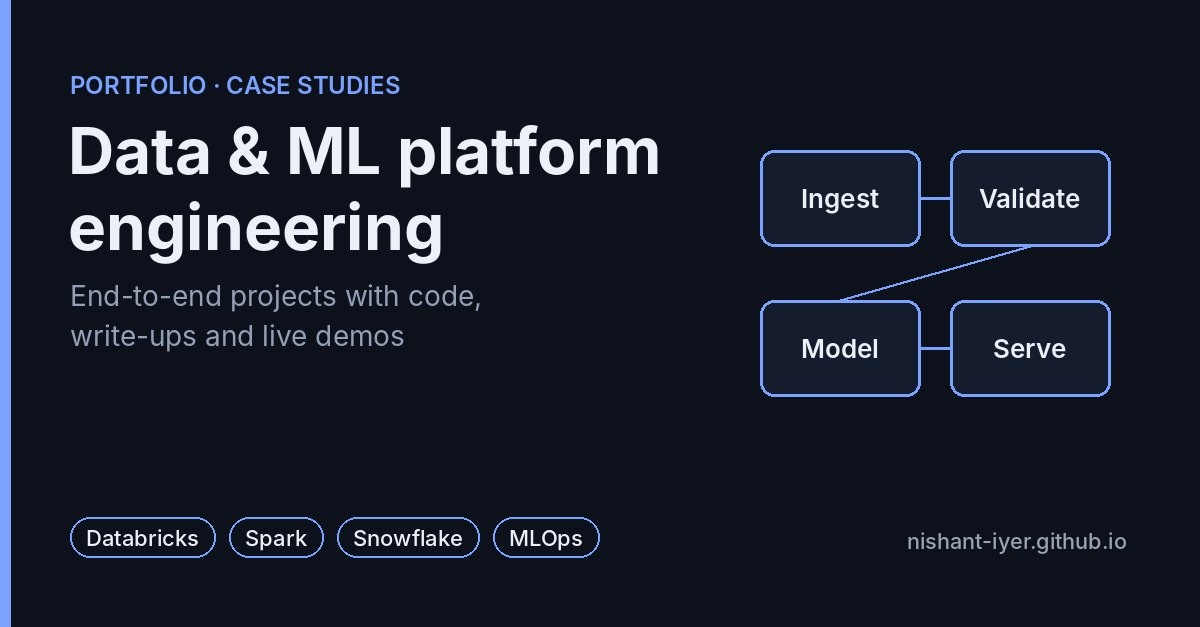 PORTFOLIO · CASE STUDIES
Data & ML platform
engineering
End-to-end projects with code,
write-ups and live demos
Ingest
Validate
Model
Serve
Databricks
Spark
Snowflake
MLOps
nishant-iyer.github.io